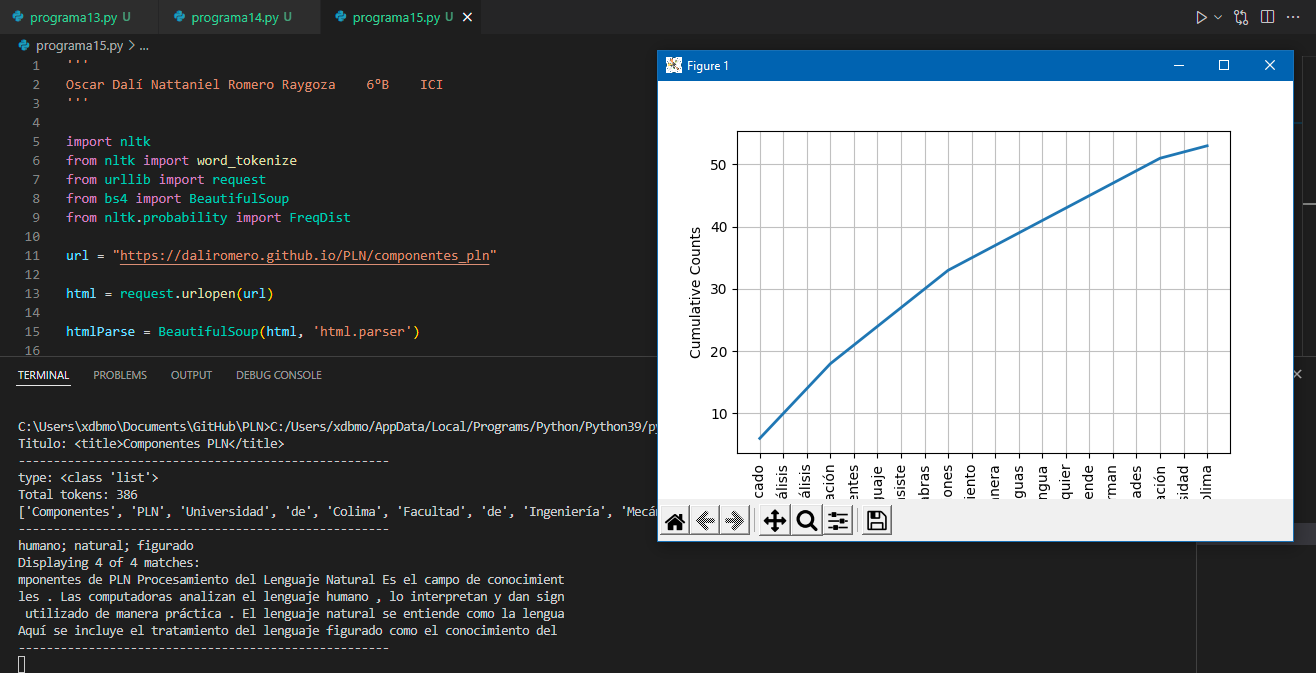 programa13.py U
programa14.py U
programa15.py U
programa15.py > ...
1 '''
2 Oscar Dalí Nattaniel Romero Raygoza 6°B ICI
3 '''
4
5 import nltk
6 from nltk import word_tokenize
7 from urllib import request
8 from bs4 import BeautifulSoup
9 from nltk.probability import FreqDist
10
11 url = "https://daliromero.github.io/PLN/componentes_pln"
12
13 html = request.urlopen(url)
14
15 htmlParse = BeautifulSoup(html, 'html.parser')
16
TERMINAL PROBLEMS OUTPUT DEBUG CONSOLE
C:\Users\xdbmo\Documents\GitHub\PLN>C:/Users/xdbmo/AppData/Local/Programs/Python/Python39/py
Titulo: <title>Componentes PLN</title>
-----------------------------------------------------
type: <class 'list'>
Total tokens: 386
['Componentes', 'PLN', 'Universidad', 'de', 'Colima', 'Facultad', 'de', 'Ingeniería', 'Mecán
-----------------------------------------------------
humano; natural; figurado
Displaying 4 of 4 matches:
mponentes de PLN Procesamiento del Lenguaje Natural Es el campo de conocimient
les . Las computadoras analizan el lenguaje humano , lo interpretan y dan sign
utilizado de manera práctica . El lenguaje natural se entiende como la lengua
Aquí se incluye el tratamiento del lenguaje figurado como el conocimiento del
-----------------------------------------------------
Figure 1
Cumulative Counts
50
40
30
20
10
cado
álisis
álisis
ación
entes
guaje
nsiste
abras
ones
iento
anera
guas
ngua
quier
ende
rman
ades
ación
sidad
olima